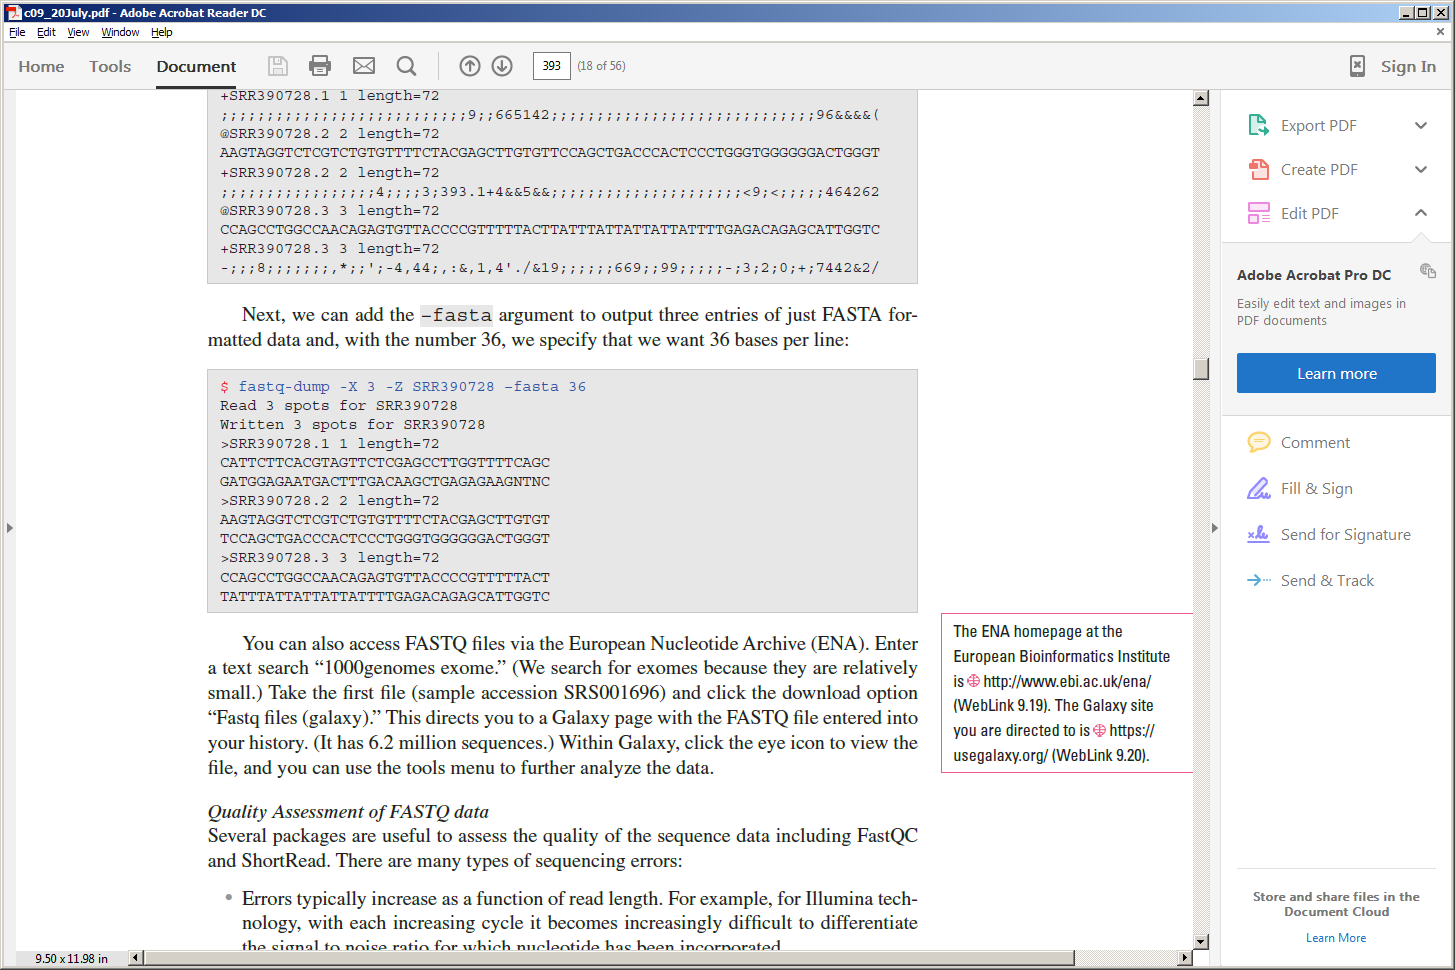 c09_20July.pdf - Adobe Acrobat Reader DC
File Edit View Window Help
Home Tools Document 393 (18 of 56) Sign In
+SRR390728.1 1 length=72
;;;;;;;;;;;;;;;;;;;;;;;;;;;9;;665142;;;;;;;;;;;;;;;;;;;;;;;;;;;;;96&&&&(
@SRR390728.2 2 length=72
AAGTAGGTCTCGTCTGTGTTTTCTACGAGCTTGTGTTCCAGCTGACCCACTCCCTGGGTGGGGGGACTGGGT
+SRR390728.2 2 length=72
;;;;;;;;;;;;;;;;;4;;;;3;393.1+4&&5&&;;;;;;;;;;;;;;;;;;;;;<9;<;;;;;464262
@SRR390728.3 3 length=72
CCAGCCTGGCCAACAGAGTGTTACCCCGTTTTTACTTATTTATTATTATTATTTTGAGACAGAGCATTGGTC
+SRR390728.3 3 length=72
-;;;8;;;;;;;,*;;';-4,44;,:&,1,4'./&19;;;;;;669;;99;;;;;-;3;2;0;+;7442&2/
Next, we can add the –fasta argument to output three entries of just FASTA for-
matted data and, with the number 36, we specify that we want 36 bases per line:
$ fastq-dump -X 3 -Z SRR390728 –fasta 36
Read 3 spots for SRR390728
Written 3 spots for SRR390728
>SRR390728.1 1 length=72
CATTCTTCACGTAGTTCTCGAGCCTTGGTTTTCAGC
GATGGAGAATGACTTTGACAAGCTGAGAGAAGNTNC
>SRR390728.2 2 length=72
AAGTAGGTCTCGTCTGTGTTTTCTACGAGCTTGTGT
TCCAGCTGACCCACTCCCTGGGTGGGGGGACTGGGT
>SRR390728.3 3 length=72
CCAGCCTGGCCAACAGAGTGTTACCCCGTTTTTACT
TATTTATTATTATTATTTTGAGACAGAGCATTGGTC
You can also access FASTQ files via the European Nucleotide Archive (ENA). Enter
a text search “1000genomes exome.” (We search for exomes because they are relatively
small.) Take the first file (sample accession SRS001696) and click the download option
“Fastq files (galaxy).” This directs you to a Galaxy page with the FASTQ file entered into
your history. (It has 6.2 million sequences.) Within Galaxy, click the eye icon to view the
file, and you can use the tools menu to further analyze the data.
The ENA homepage at the
European Bioinformatics Institute
is http://www.ebi.ac.uk/ena/
(WebLink 9.19). The Galaxy site
you are directed to is https://
usegalaxy.org/ (WebLink 9.20).
Quality Assessment of FASTQ data
Several packages are useful to assess the quality of the sequence data including FastQC
and ShortRead. There are many types of sequencing errors:
• Errors typically increase as a function of read length. For example, for Illumina tech-
nology, with each increasing cycle it becomes increasingly difficult to differentiate
the signal to noise ratio for which nucleotide has been incorporated.
9.50 x 11.98 in
Export PDF
Create PDF
Edit PDF
Adobe Acrobat Pro DC
Easily edit text and images in
PDF documents
Learn more
Comment
Fill & Sign
Send for Signature
Send & Track
Store and share files in the
Document Cloud
Learn More